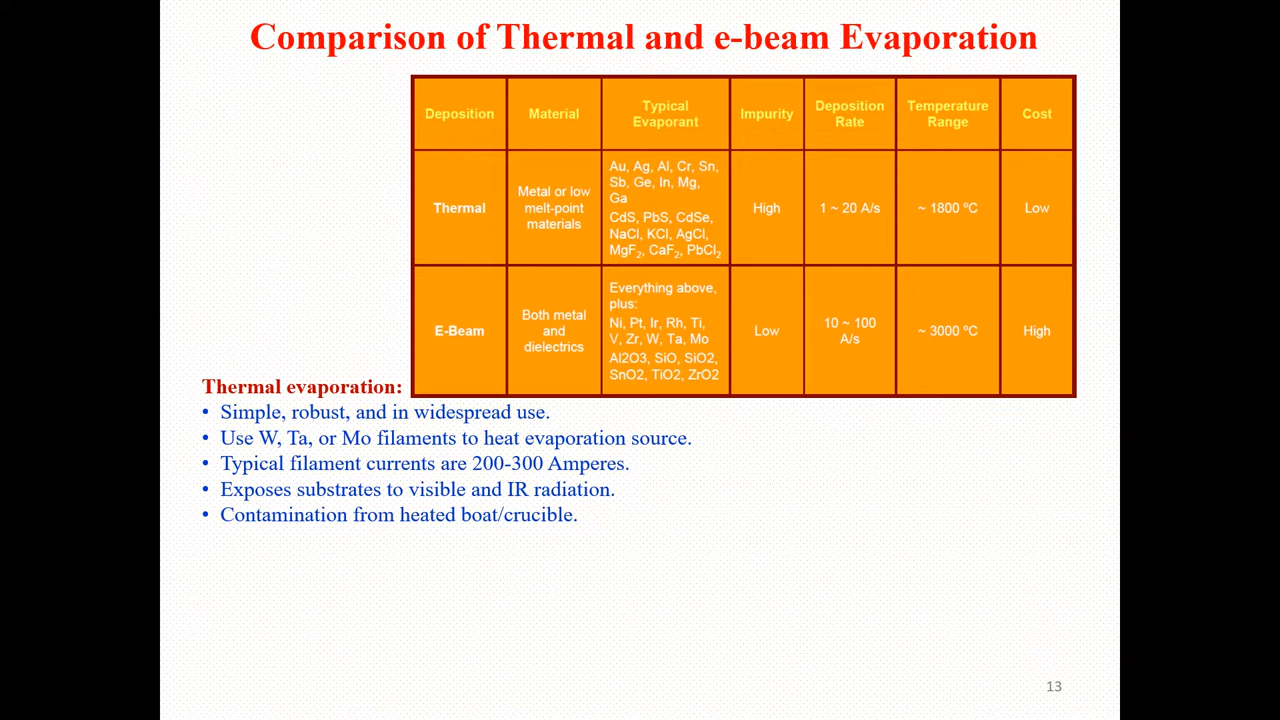 Comparison of Thermal and e-beam Evaporation
Deposition
Material
Typical
Evaporant
Impurity
Deposition
Rate
Temperature
Range
Cost
Thermal
Metal or low
melt-point
materials
Au, Ag, Al, Cr, Sn,
Sb, Ge, In, Mg,
Ga
CdS, PbS, CdSe,
NaCl, KCl, AgCl,
MgF₂, CaF₂, PbCl₂
High
1 ~ 20 A/s
~ 1800 ºC
Low
E-Beam
Both metal
and
dielectrics
Everything above,
plus:
Ni, Pt, Ir, Rh, Ti,
V, Zr, W, Ta, Mo
Al2O3, SiO, SiO2,
SnO2, TiO2, ZrO2
Low
10 ~ 100
A/s
~ 3000 ºC
High
Thermal evaporation:
• Simple, robust, and in widespread use.
• Use W, Ta, or Mo filaments to heat evaporation source.
• Typical filament currents are 200-300 Amperes.
• Exposes substrates to visible and IR radiation.
• Contamination from heated boat/crucible.
13